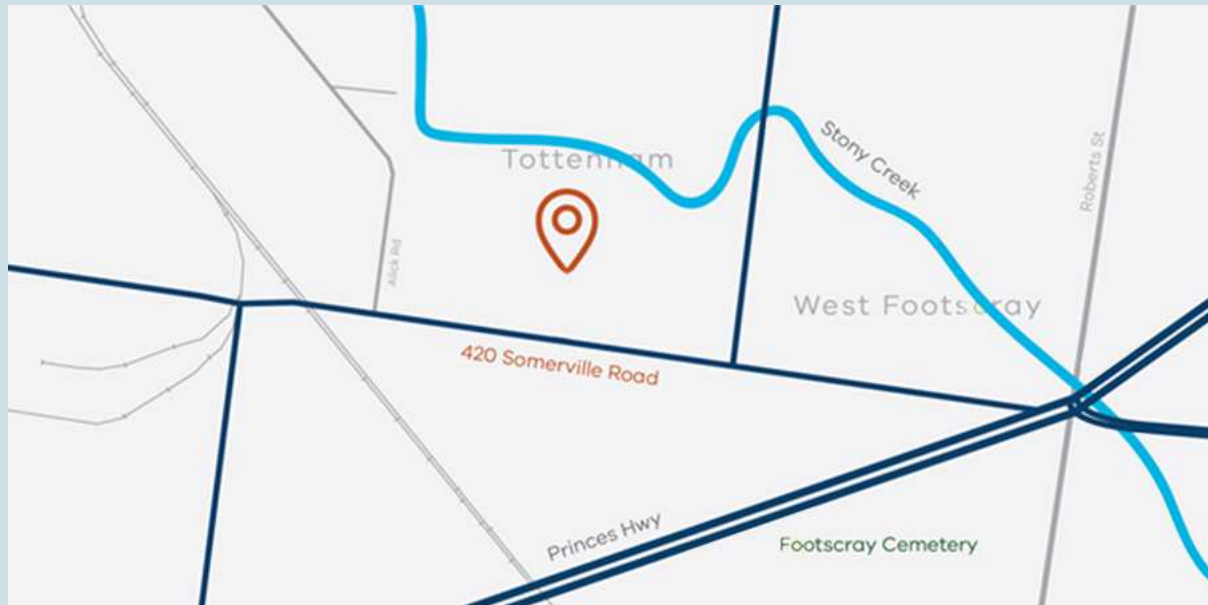 Tottenham
Stony Creek
Roberts St
Alick Rd
West Footscray
420 Somerville Road
Princes Hwy
Footscray Cemetery